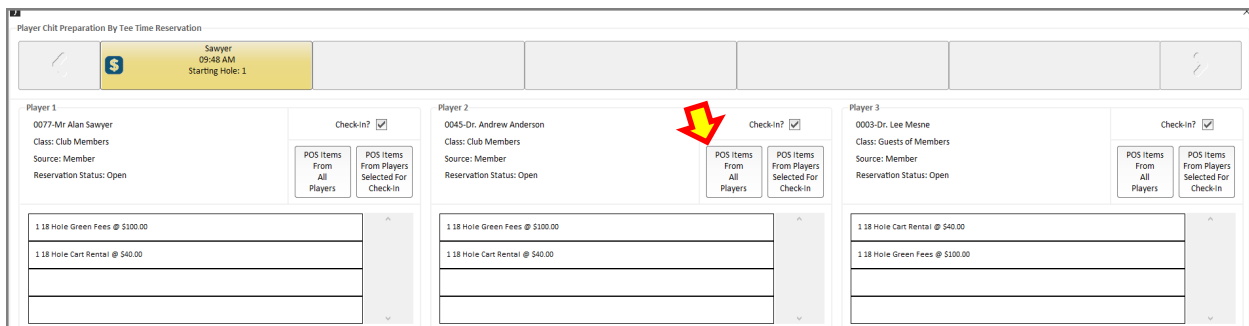 Player Chit Preparation By Tee Time Reservation
Sawyer
09:48 AM
Starting Hole: 1
$
Player 1
0077-Mr Alan Sawyer
Check-In?
Class: Club Members
Source: Member
Reservation Status: Open
POS Items
From
All
Players
POS Items
From Players
Selected For
Check-In
1 18 Hole Green Fees @ $100.00
1 18 Hole Cart Rental @ $40.00
Player 2
0045-Dr. Andrew Anderson
Check-In?
Class: Club Members
Source: Member
Reservation Status: Open
POS Items
From
All
Players
POS Items
From Players
Selected For
Check-In
1 18 Hole Green Fees @ $100.00
1 18 Hole Cart Rental @ $40.00
Player 3
0003-Dr. Lee Mesne
Check-In?
Class: Guests of Members
Source: Member
Reservation Status: Open
POS Items
From
All
Players
POS Items
From Players
Selected For
Check-In
1 18 Hole Cart Rental @ $40.00
1 18 Hole Green Fees @ $100.00